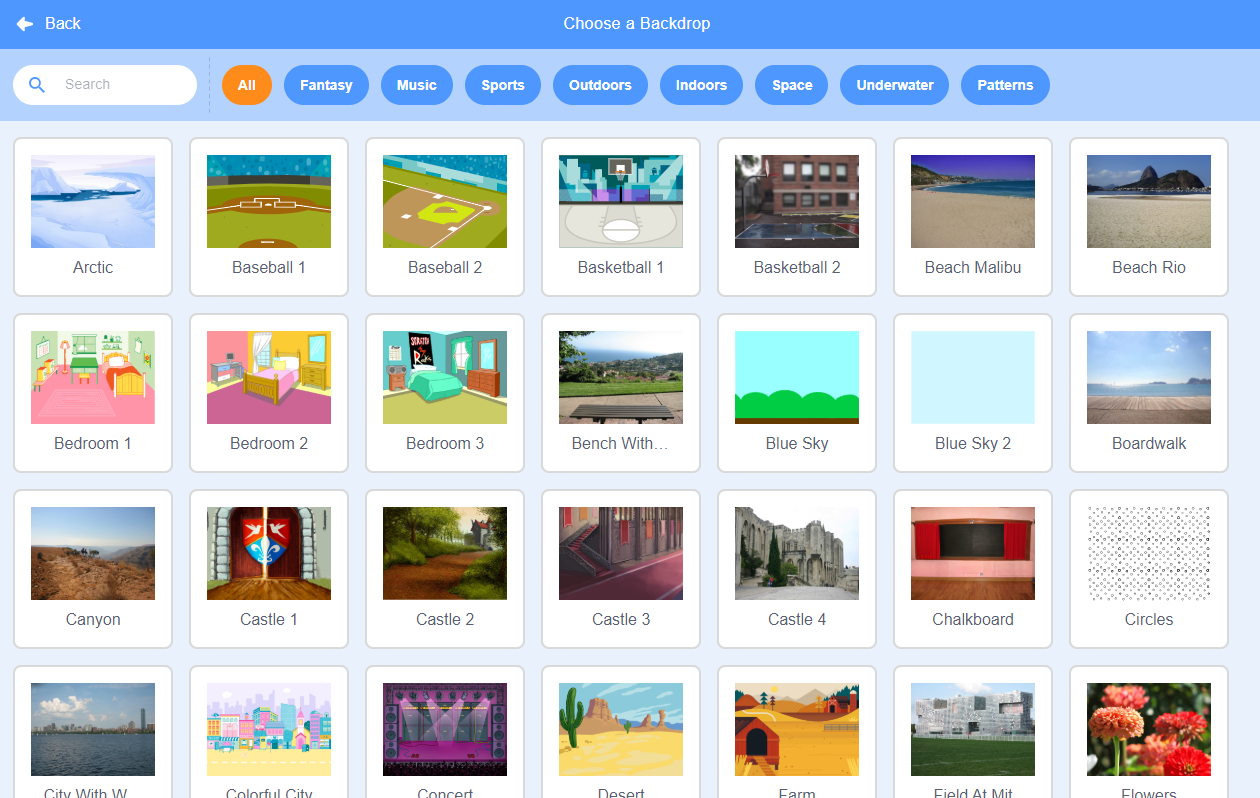 Back
Choose a Backdrop
Search
All
Fantasy
Music
Sports
Outdoors
Indoors
Space
Underwater
Patterns
Arctic
Baseball 1
Baseball 2
Basketball 1
Basketball 2
Beach Malibu
Beach Rio
Bedroom 1
Bedroom 2
Bedroom 3
Bench With…
Blue Sky
Blue Sky 2
Boardwalk
Canyon
Castle 1
Castle 2
Castle 3
Castle 4
Chalkboard
Circles
City With W…
Colorful City
Concert
Desert
Farm
Field At Mit
Flowers